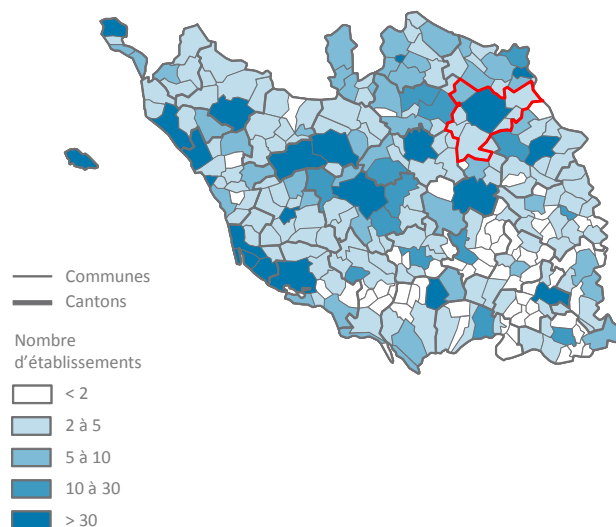 Communes
Cantons
Nombre
d'établissements
< 2
2 à 5
5 à 10
10 à 30
> 30